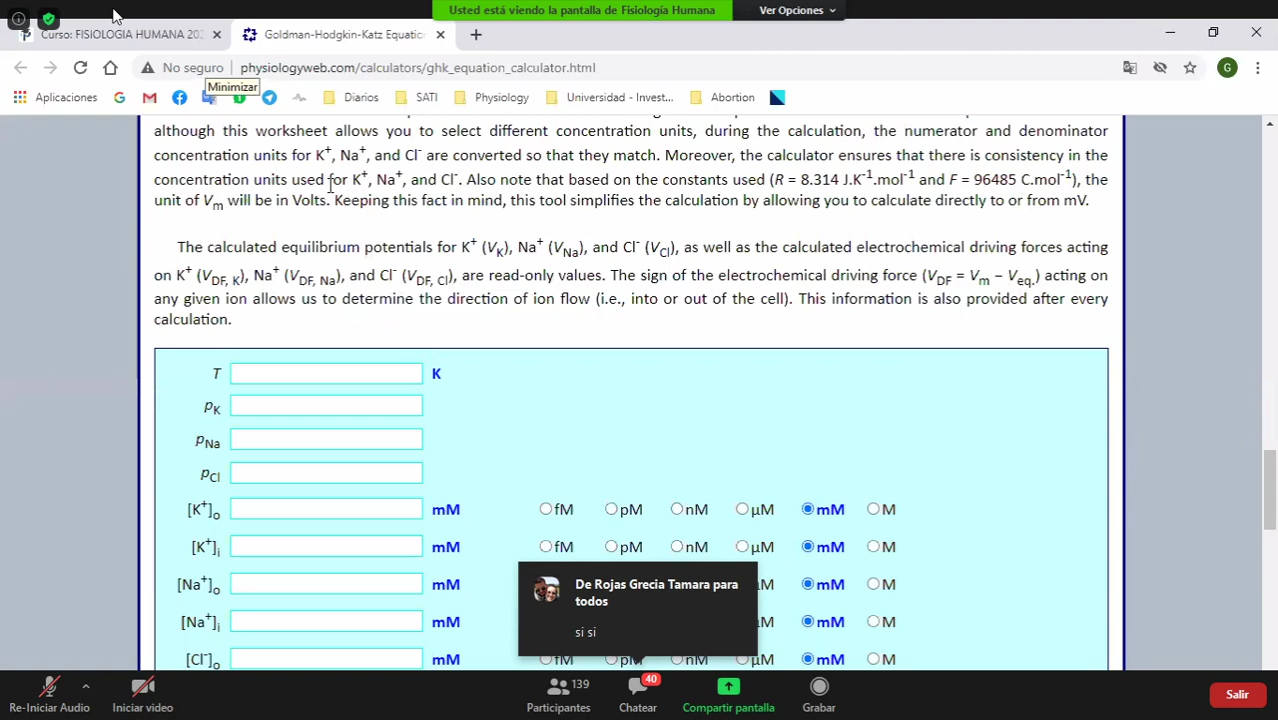 Usted está viendo la pantalla de Fisiología Humana
Ver Opciones
Curso: FISIOLOGIA HUMANA 202
Goldman-Hodgkin-Katz Equatio
No seguro
physiologyweb.com/calculators/ghk_equation_calculator.html
G
Minimizar
Aplicaciones
Diarios
SATI
Physiology
Universidad - Invest...
Abortion
although this worksheet allows you to select different concentration units, during the calculation, the numerator and denominator
concentration units for K⁺, Na⁺, and Cl⁻ are converted so that they match. Moreover, the calculator ensures that there is consistency in the
concentration units used for K⁺, Na⁺, and Cl⁻. Also note that based on the constants used (R = 8.314 J.K⁻¹.mol⁻¹ and F = 96485 C.mol⁻¹), the
unit of Vm will be in Volts. Keeping this fact in mind, this tool simplifies the calculation by allowing you to calculate directly to or from mV.
The calculated equilibrium potentials for K⁺ (VK), Na⁺ (VNa), and Cl⁻ (VCl), as well as the calculated electrochemical driving forces acting
on K⁺ (VDF, K), Na⁺ (VDF, Na), and Cl⁻ (VDF, Cl), are read-only values. The sign of the electrochemical driving force (VDF = Vm − Veq.) acting on
any given ion allows us to determine the direction of ion flow (i.e., into or out of the cell). This information is also provided after every
calculation.
T K
pK
pNa
pCl
[K⁺]o mM fM pM nM μM mM M
[K⁺]i mM fM pM nM μM mM M
[Na⁺]o mM M mM M
[Na⁺]i mM M mM M
[Cl⁻]o mM fM pM nM μM mM M
De Rojas Grecia Tamara para
todos
si si
139
40
Re-Iniciar Audio
Iniciar video
Participantes
Chatear
Compartir pantalla
Grabar
Salir